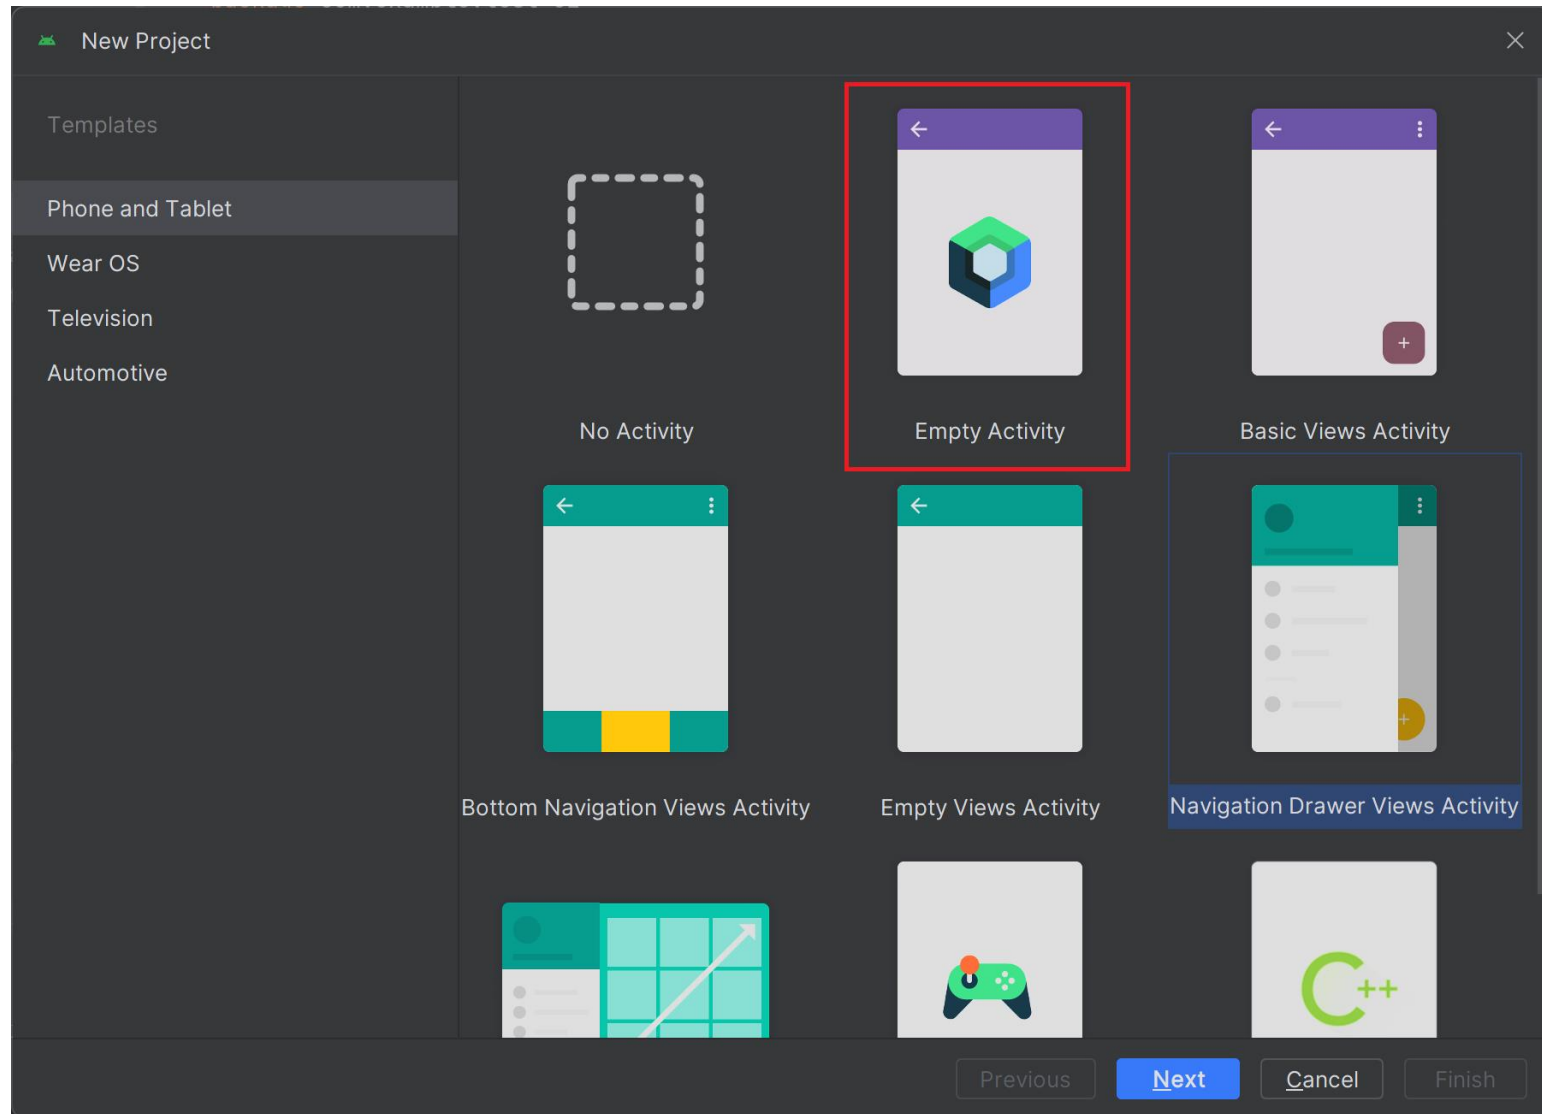 New Project
Templates
Phone and Tablet
Wear OS
Television
Automotive
No Activity
Empty Activity
Basic Views Activity
Bottom Navigation Views Activity
Empty Views Activity
Navigation Drawer Views Activity
C++
Previous
Next
Cancel
Finish